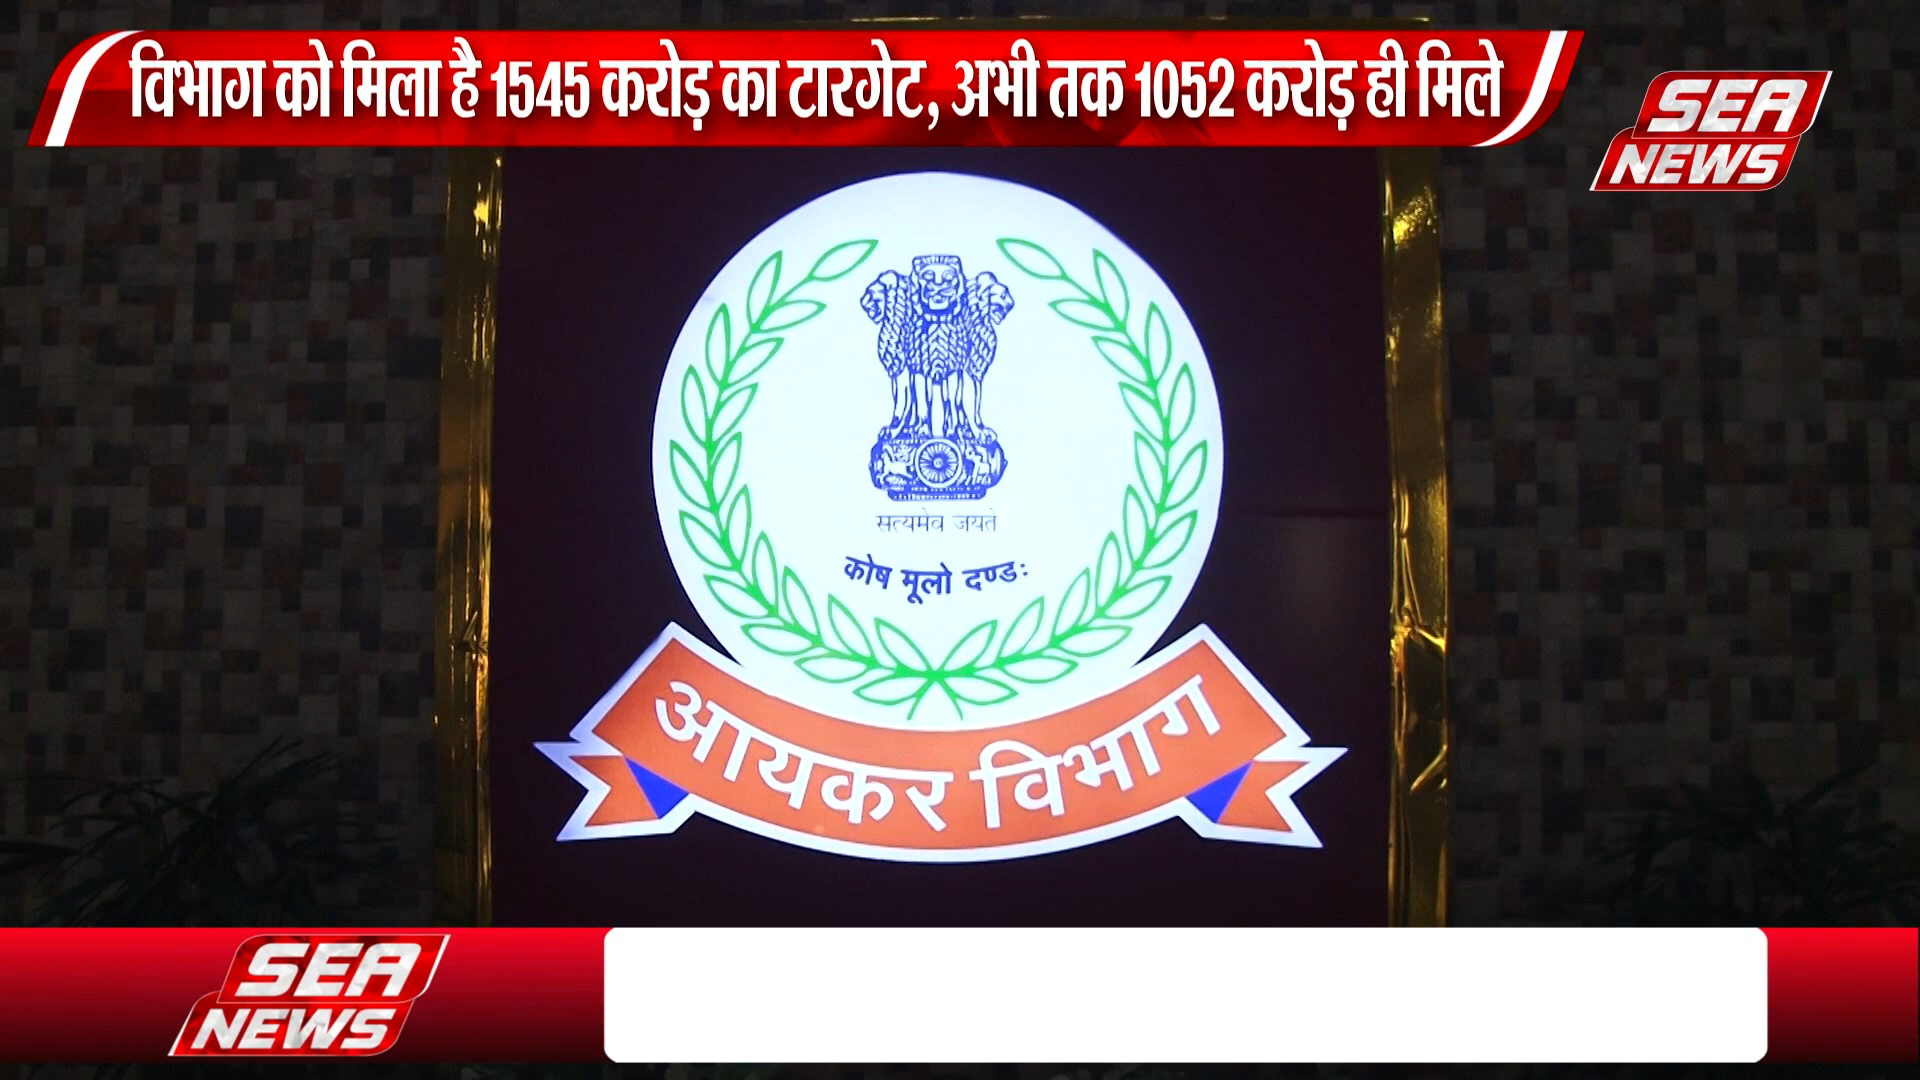 विभाग को मिला है 1545 करोड़ का टारगेट, अभी तक 1052 करोड़ ही मिले
SEA
NEWS
सत्यमेव जयते
कोष मूलो दण्डः
आयकर विभाग
SEA
NEWS